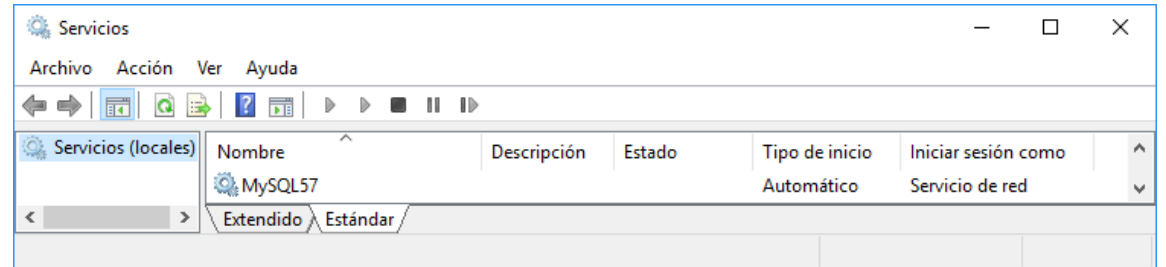 Servicios
Archivo Acción Ver Ayuda
Servicios (locales)
Nombre Descripción Estado Tipo de inicio Iniciar sesión como
MySQL57 Automático Servicio de red
Extendido Estándar